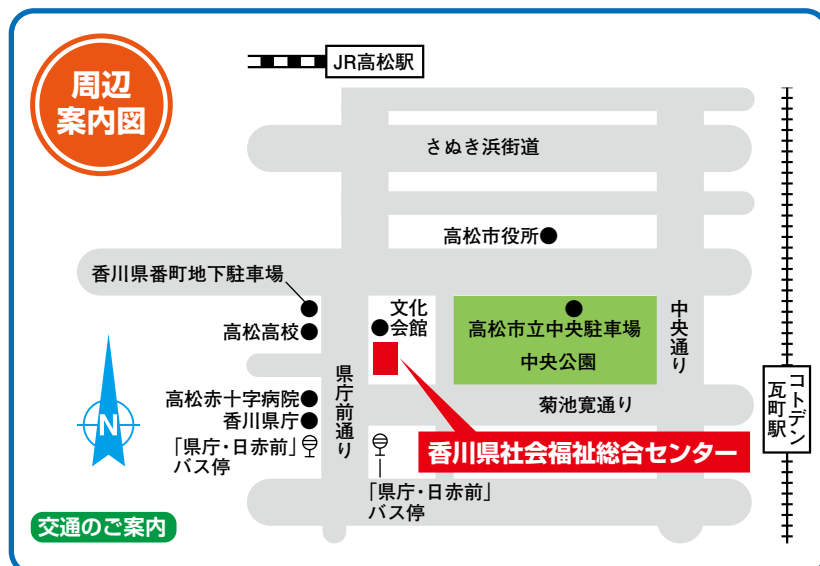 周辺
案内図
JR高松駅
さぬき浜街道
高松市役所
香川県番町地下駐車場
文化
会館
高松高校
高松市立中央駐車場
中央公園
中央通り
県庁前通り
高松赤十字病院
香川県庁
「県庁・日赤前」
バス停
菊池寛通り
コトデン
瓦町駅
香川県社会福祉総合センター
「県庁・日赤前」
バス停
N
交通のご案内